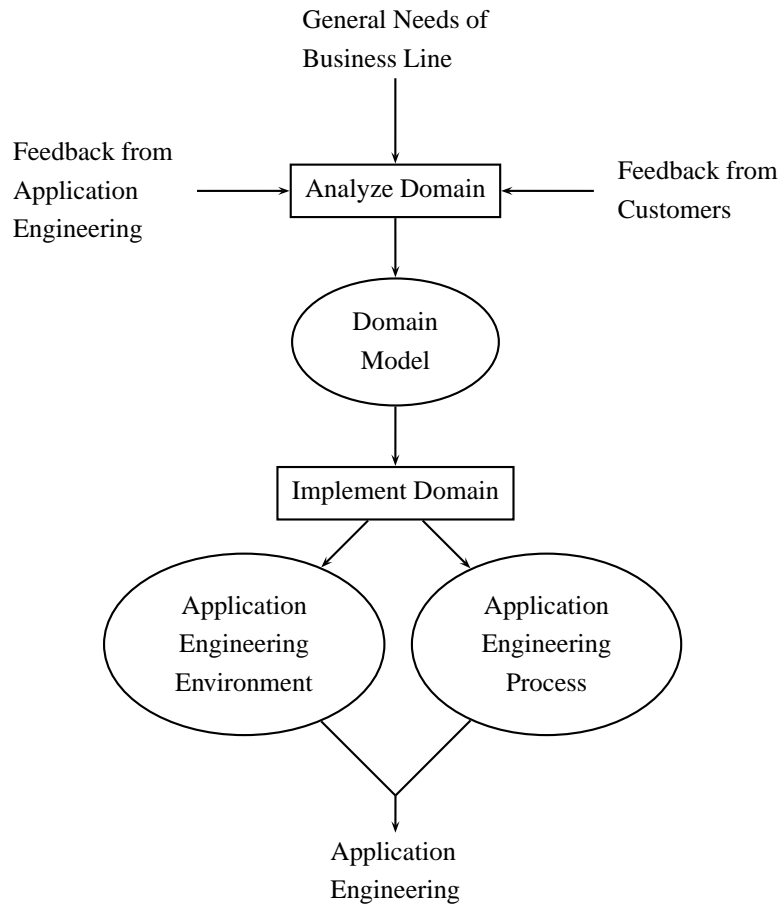 General Needs of
Business Line
Feedback from
Application
Engineering
Analyze Domain
Feedback from
Customers
Domain
Model
Implement Domain
Application
Engineering
Environment
Application
Engineering
Process
Application
Engineering